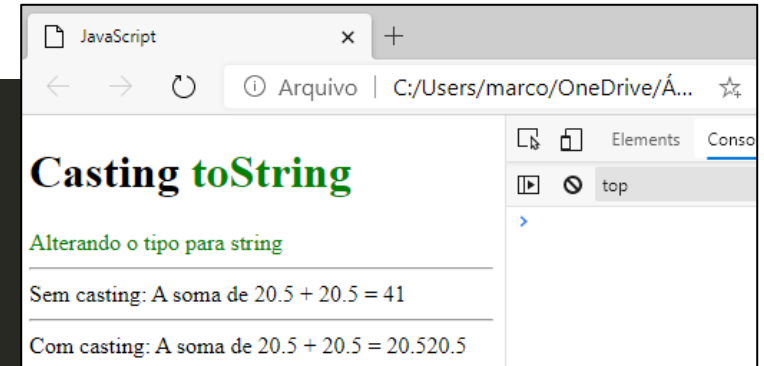 JavaScript
Arquivo | C:/Users/marco/OneDrive/Á...
Elements Conso
top
Casting toString
Alterando o tipo para string
Sem casting: A soma de 20.5 + 20.5 = 41
Com casting: A soma de 20.5 + 20.5 = 20.520.5